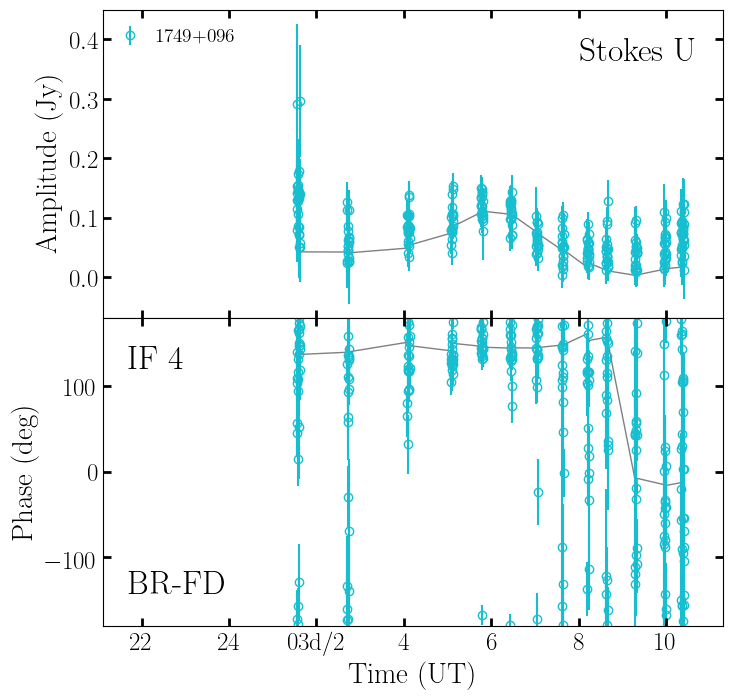 1749+096
Stokes U
0.4
0.3
0.2
0.1
0.0
Amplitude (Jy)
IF 4
100
0
−100
Phase (deg)
BR-FD
22 24 03d/2 4 6 8 10
Time (UT)